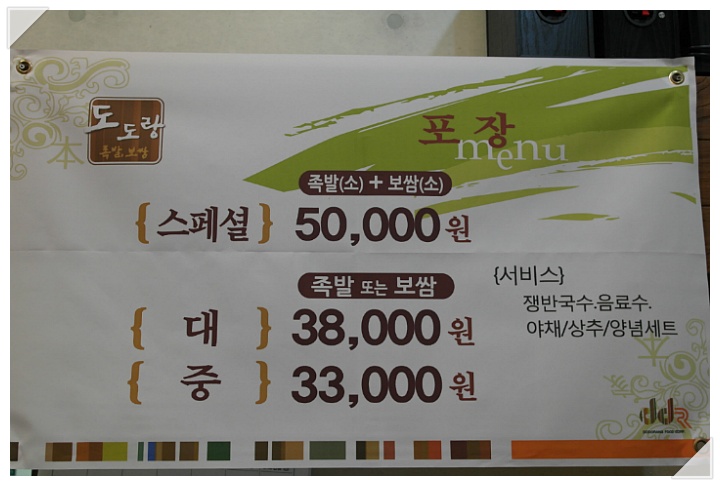 도도랑
족발.보쌈
本
포장
menu
족발(소) + 보쌈(소)
{스페셜} 50,000원
족발 또는 보쌈
{대} 38,000원
{중} 33,000원
{서비스}
쟁반국수.음료수.
야채/상추/양념세트
本
ddR